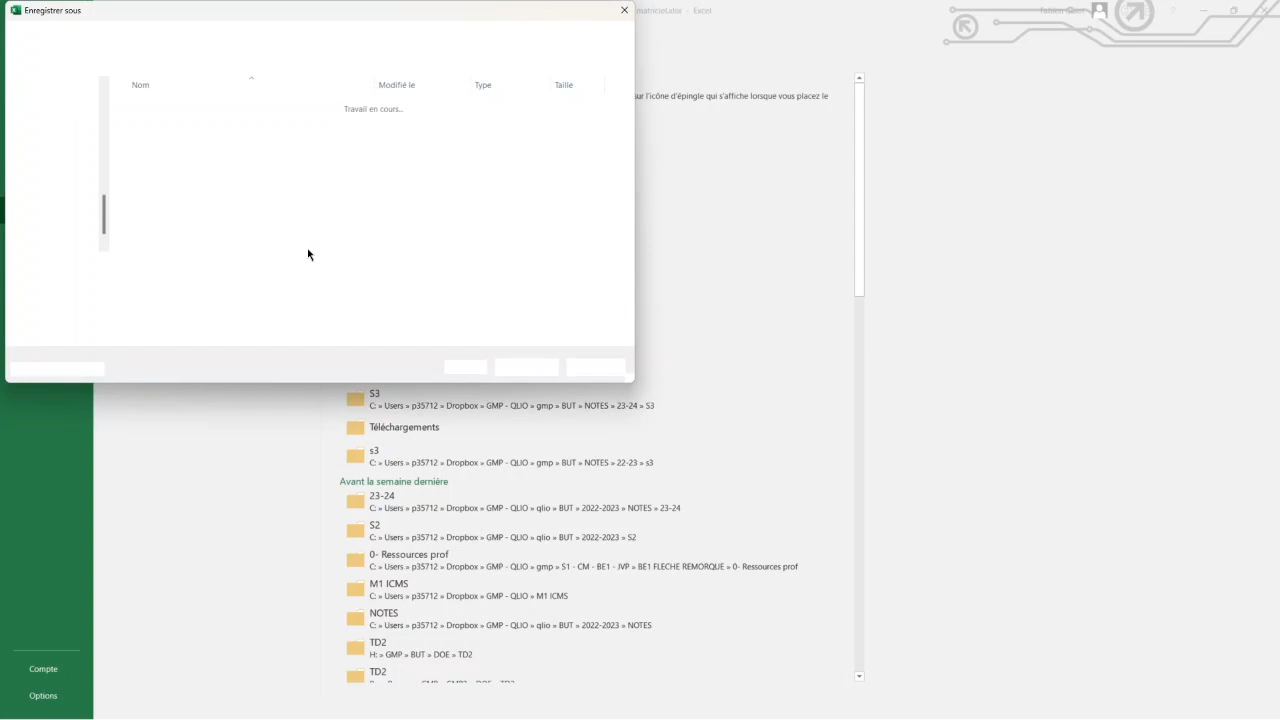 Enregistrer sous
matriciel.xlsx - Excel
Nom
Modifié le
Type
Taille
Travail en cours...
sur l'icône d'épingle qui s'affiche lorsque vous placez le
S3
C: » Users » p35712 » Dropbox » GMP - QLIO » gmp » BUT » NOTES » 23-24 » S3
Téléchargements
s3
C: » Users » p35712 » Dropbox » GMP - QLIO » gmp » BUT » NOTES » 22-23 » s3
Avant la semaine dernière
23-24
C: » Users » p35712 » Dropbox » GMP - QLIO » qlio » BUT » 2022-2023 » NOTES » 23-24
S2
C: » Users » p35712 » Dropbox » GMP - QLIO » qlio » BUT » 2022-2023 » S2
0- Ressources prof
C: » Users » p35712 » Dropbox » GMP - QLIO » gmp » S1 - CM - BE1 - JVP » BE1 FLECHE REMORQUE » 0- Ressources prof
M1 ICMS
C: » Users » p35712 » Dropbox » GMP - QLIO » M1 ICMS
NOTES
C: » Users » p35712 » Dropbox » GMP - QLIO » qlio » BUT » 2022-2023 » NOTES
TD2
H: » GMP » BUT » DOE » TD2
TD2
Compte
Options